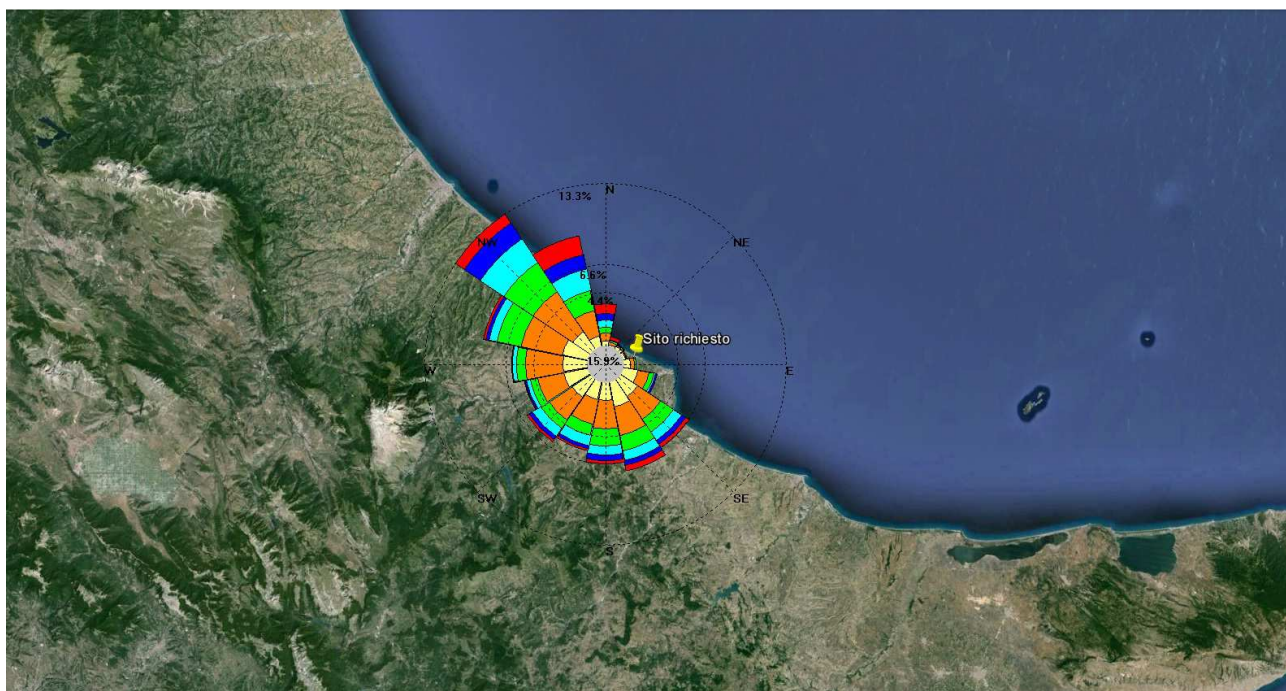 N
13.3%
NW
NE
6.6%
4.4%
Sito richiesto
15.9%
W
E
SW
SE
S